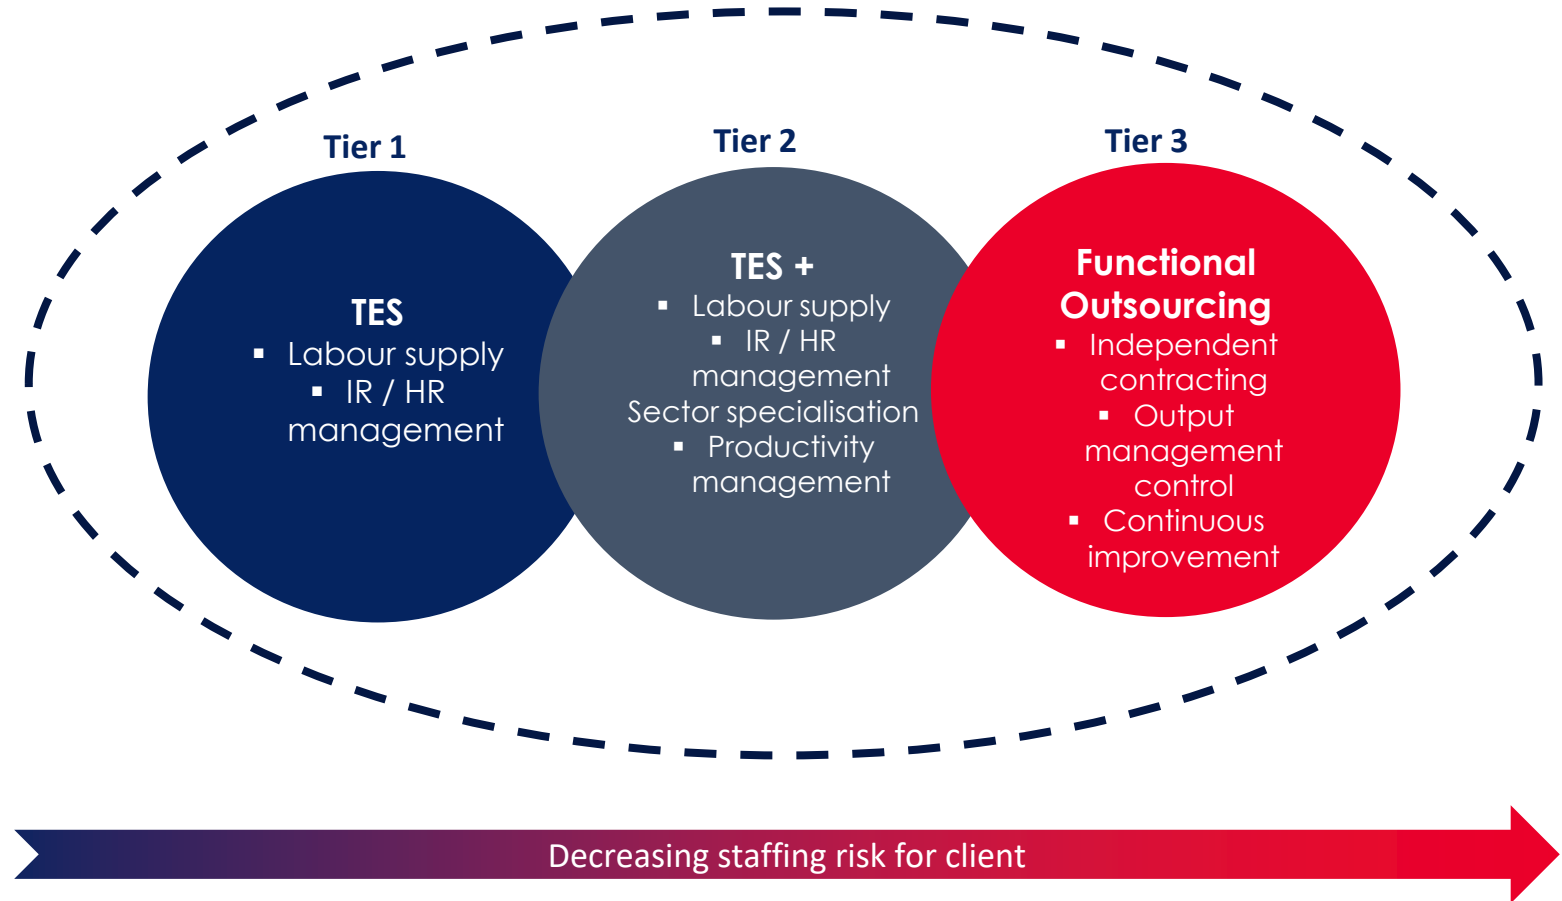 Tier 1
TES
▪ Labour supply
▪ IR / HR
management
Tier 2
TES +
▪ Labour supply
▪ IR / HR
management
Sector specialisation
▪ Productivity
management
Tier 3
Functional
Outsourcing
▪ Independent
contracting
▪ Output
management
control
▪ Continuous
improvement
Decreasing staffing risk for client